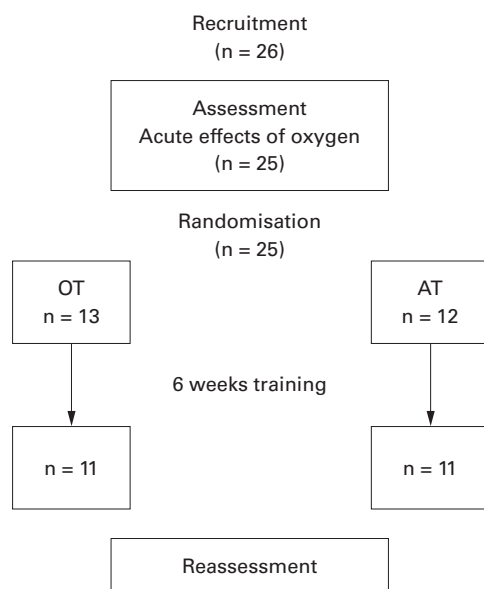 Recruitment
(n = 26)
Assessment
Acute effects of oxygen
(n = 25)
Randomisation
(n = 25)
OT
n = 13
AT
n = 12
6 weeks training
n = 11
n = 11
Reassessment